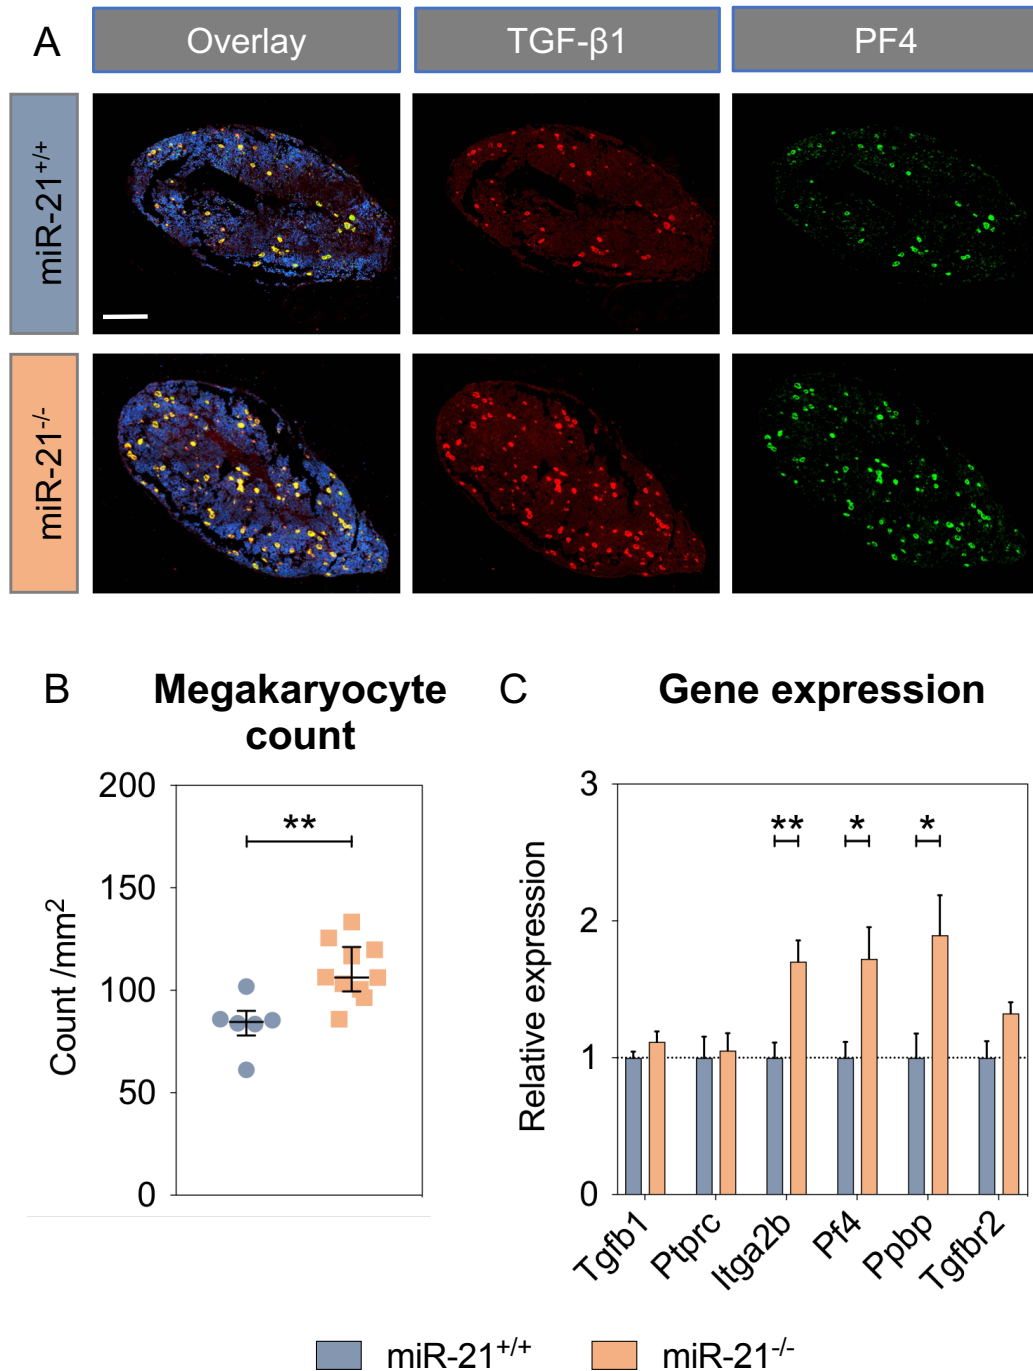 A
Overlay
TGF-β1
PF4
miR-21+/+
miR-21-/-
B
Megakaryocyte
count
200
150
100
50
0
Count /mm2
**
C
Gene expression
3
2
1
0
Relative expression
**
*
*
Tgfb1
Ptprc
Itga2b
Pf4
Ppbp
Tgfbr2
miR-21+/+
miR-21-/-